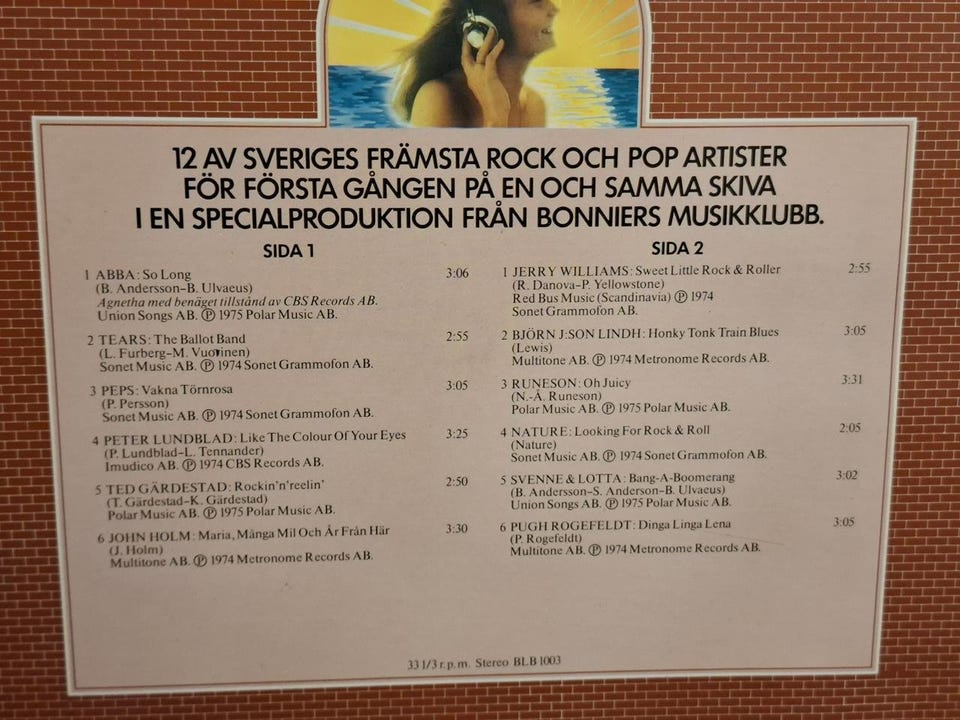 12 AV SVERIGES FRÄMSTA ROCK OCH POP ARTISTER
FÖR FÖRSTA GÅNGEN PÅ EN OCH SAMMA SKIVA
I EN SPECIALPRODUKTION FRÅN BONNIERS MUSIKKLUBB.
SIDA 1
1 ABBA: So Long 3:06
(B. Andersson–B. Ulvaeus)
Agnetha med benäget tillstånd av CBS Records AB.
Union Songs AB. Ⓟ 1975 Polar Music AB.
2 TEARS: The Ballot Band 2:55
(L. Furberg–M. Vuorinen)
Sonet Music AB. Ⓟ 1974 Sonet Grammofon AB.
3 PEPS: Vakna Törnrosa 3:05
(P. Persson)
Sonet Music AB. Ⓟ 1974 Sonet Grammofon AB.
4 PETER LUNDBLAD: Like The Colour Of Your Eyes 3:25
(P. Lundblad–L. Tennander)
Imudico AB. Ⓟ 1974 CBS Records AB.
5 TED GÄRDESTAD: Rockin'n'reelin' 2:50
(T. Gärdestad–K. Gärdestad)
Polar Music AB. Ⓟ 1975 Polar Music AB.
6 JOHN HOLM: Maria, Många Mil Och År Från Här 3:30
(J. Holm)
Multitone AB. Ⓟ 1974 Metronome Records AB.
SIDA 2
1 JERRY WILLIAMS: Sweet Little Rock & Roller 2:55
(R. Danova–P. Yellowstone)
Red Bus Music (Scandinavia) Ⓟ 1974
Sonet Grammofon AB.
2 BJÖRN J:SON LINDH: Honky Tonk Train Blues 3:05
(Lewis)
Multitone AB. Ⓟ 1974 Metronome Records AB.
3 RUNESON: Oh Juicy 3:31
(N.-Å. Runeson)
Polar Music AB. Ⓟ 1975 Polar Music AB.
4 NATURE: Looking For Rock & Roll 2:05
(Nature)
Sonet Music AB. Ⓟ 1974 Sonet Grammofon AB.
5 SVENNE & LOTTA: Bang-A-Boomerang 3:02
(B. Andersson–S. Anderson–B. Ulvaeus)
Union Songs AB. Ⓟ 1975 Polar Music AB.
6 PUGH ROGEFELDT: Dinga Linga Lena 3:05
(P. Rogefeldt)
Multitone AB. Ⓟ 1974 Metronome Records AB.
33 1/3 r.p.m. Stereo BLB 1003